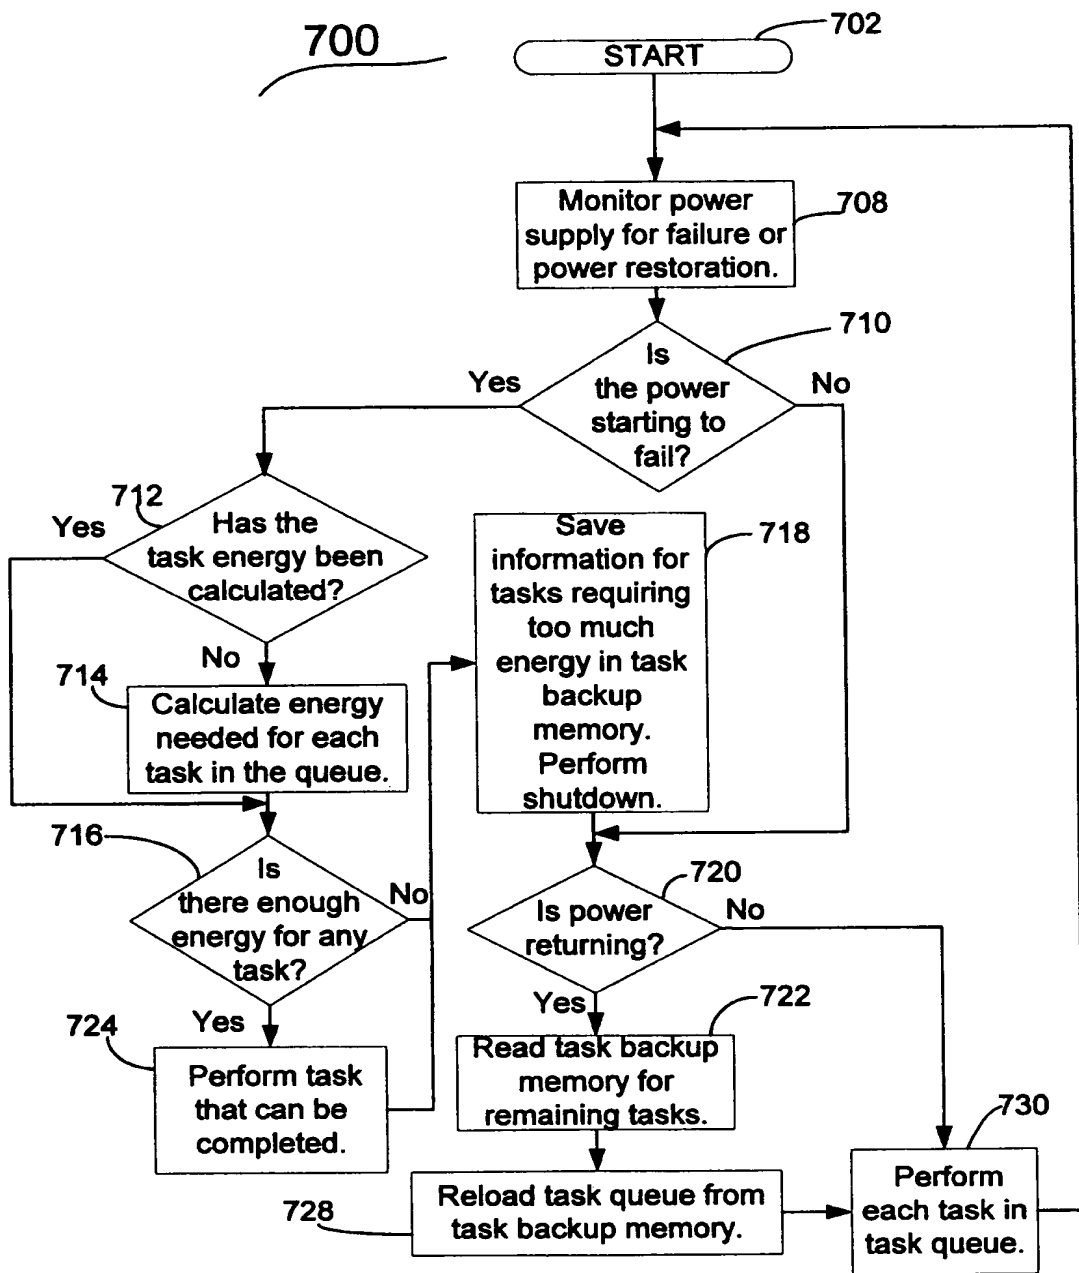 700
702
START
Monitor power
supply for failure or
power restoration.
708
710
Is
the power
starting to
fail?
Yes
No
712
Yes
Has the
task energy been
calculated?
No
714
Calculate energy
needed for each
task in the queue.
Save
information for
tasks requiring
too much
energy in task
backup
memory.
Perform
shutdown.
718
716
Is
there enough
energy for any
task?
No
Yes
720
Is power
returning?
No
Yes
724
Perform task
that can be
completed.
722
Read task backup
memory for
remaining tasks.
728
Reload task queue from
task backup memory.
730
Perform
each task in
task queue.